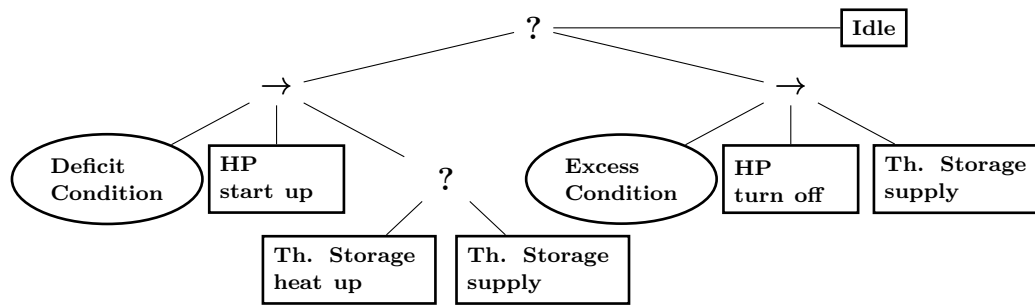 ?
Idle
→
→
Deficit
Condition
HP
start up
?
Excess
Condition
HP
turn off
Th. Storage
supply
Th. Storage
heat up
Th. Storage
supply